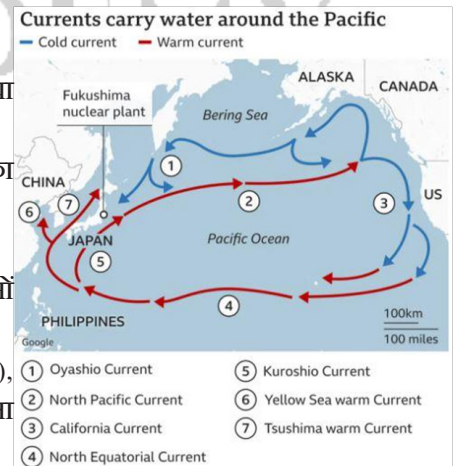 Currents carry water around the Pacific
Cold current Warm current
ALASKA
CANADA
Fukushima
nuclear plant
Bering Sea
1
CHINA
2
3
US
6
7
JAPAN
Pacific Ocean
5
4
PHILIPPINES
100km
100 miles
Google
1 Oyashio Current
2 North Pacific Current
3 California Current
4 North Equatorial Current
5 Kuroshio Current
6 Yellow Sea warm Current
7 Tsushima warm Current